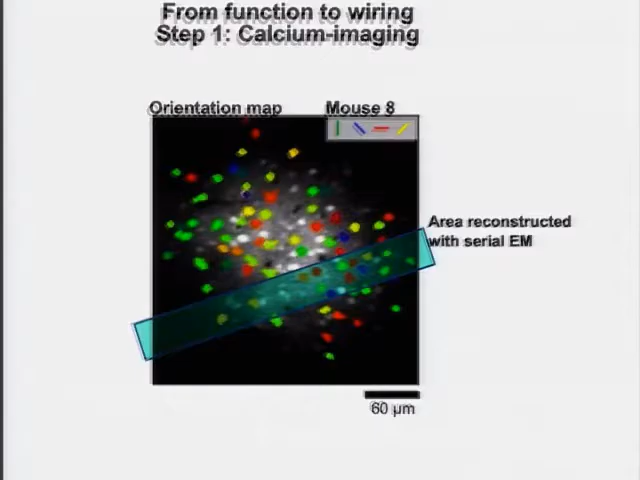 From function to wiring
Step 1: Calcium-imaging
Orientation map
Mouse 8
Area reconstructed
with serial EM
60 µm